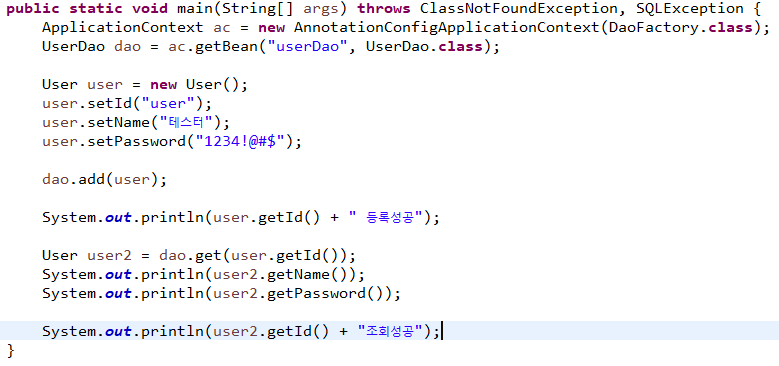 public static void main(String[] args) throws ClassNotFoundException, SQLException {
ApplicationContext ac = new AnnotationConfigApplicationContext(DaoFactory.class);
UserDao dao = ac.getBean("userDao", UserDao.class);
User user = new User();
user.setId("user");
user.setName("테스터");
user.setPassword("1234!@#$");
dao.add(user);
System.out.println(user.getId() + " 등록성공");
User user2 = dao.get(user.getId());
System.out.println(user2.getName());
System.out.println(user2.getPassword());
System.out.println(user2.getId() + "조회성공");
}